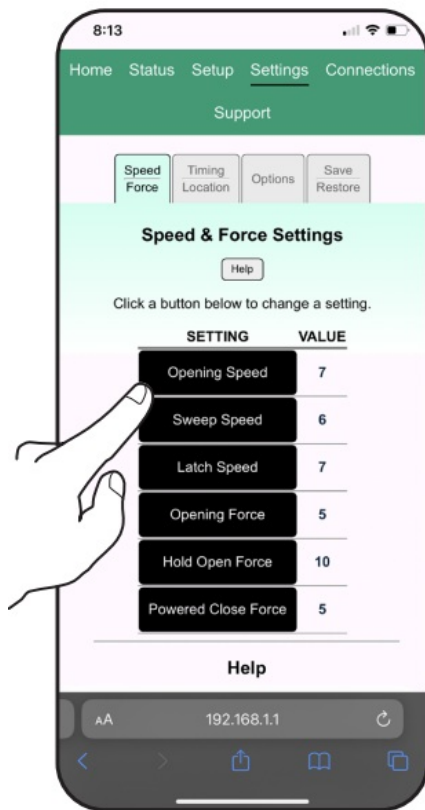 8:13
Home Status Setup Settings Connections
Support
Speed Force
Timing Location
Options
Save Restore
Speed & Force Settings
Help
Click a button below to change a setting.
SETTING VALUE
Opening Speed 7
Sweep Speed 6
Latch Speed 7
Opening Force 5
Hold Open Force 10
Powered Close Force 5
Help
AA 192.168.1.1